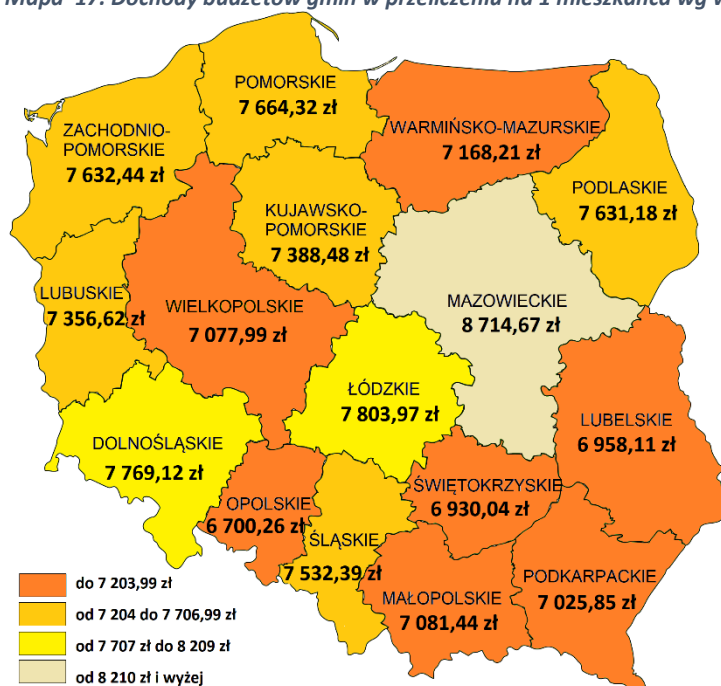 Mapa 17. Dochody budżetów gmin w przeliczeniu na 1 mieszkańca wg
POMORSKIE
7 664,32 zł
ZACHODNIO-
POMORSKIE
7 632,44 zł
WARMIŃSKO-MAZURSKIE
7 168,21 zł
PODLASKIE
7 631,18 zł
KUJAWSKO-
POMORSKIE
7 388,48 zł
LUBUSKIE
7 356,62 zł
WIELKOPOLSKIE
7 077,99 zł
MAZOWIECKIE
8 714,67 zł
ŁÓDZKIE
7 803,97 zł
LUBELSKIE
6 958,11 zł
DOLNOŚLĄSKIE
7 769,12 zł
OPOLSKIE
6 700,26 zł
ŚWIĘTOKRZYSKIE
6 930,04 zł
ŚLĄSKIE
7 532,39 zł
MAŁOPOLSKIE
7 081,44 zł
PODKARPACKIE
7 025,85 zł
do 7 203,99 zł
od 7 204 do 7 706,99 zł
od 7 707 zł do 8 209 zł
od 8 210 zł i wyżej